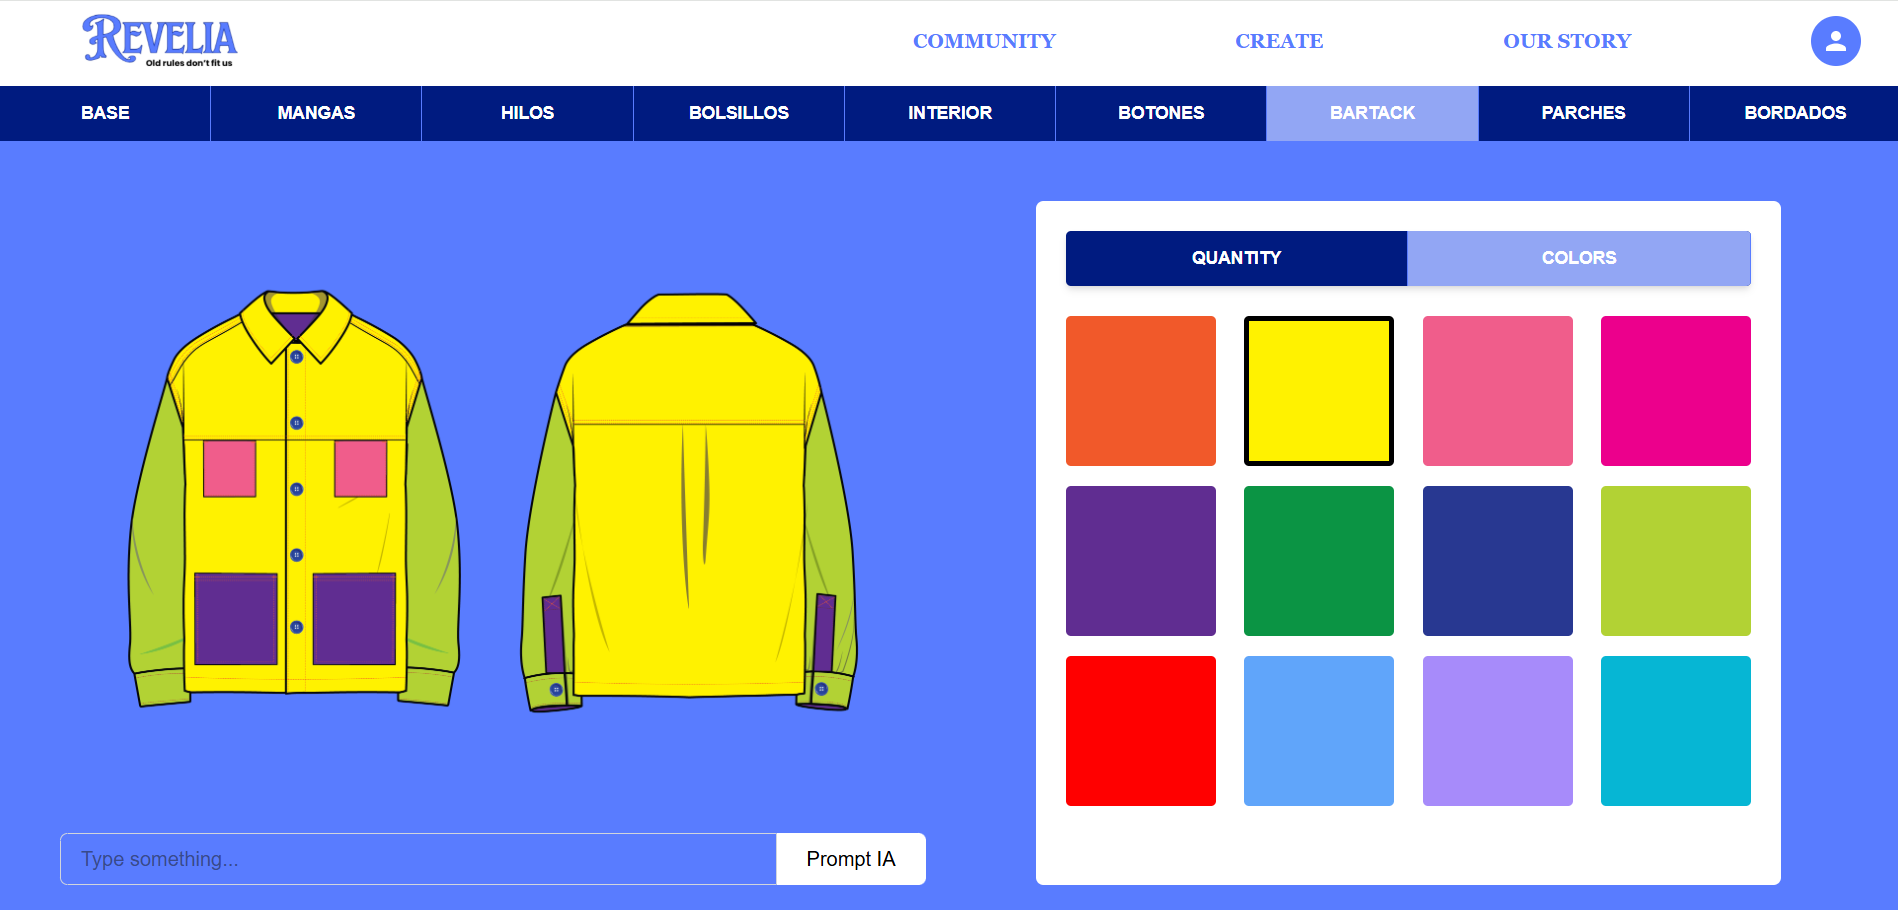 REVELIA
Old rules don't fit us
COMMUNITY
CREATE
OUR STORY
BASE
MANGAS
HILOS
BOLSILLOS
INTERIOR
BOTONES
BARTACK
PARCHES
BORDADOS
QUANTITY
COLORS
Type something...
Prompt IA